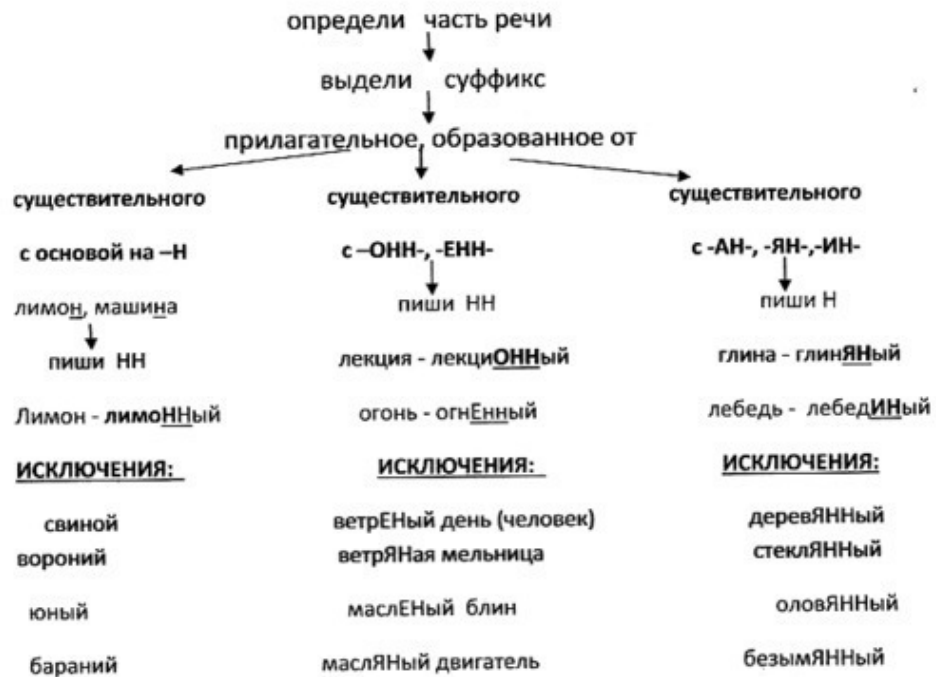 определи часть речи
выдели суффикс
прилагательное, образованное от
существительного
с основой на –Н
лимон, машина
пиши НН
Лимон - лимоННый
ИСКЛЮЧЕНИЯ:
свиной
вороний
юный
бараний
существительного
с –ОНН-, -ЕНН-
пиши НН
лекция - лекциОННый
огонь - огнЕнный
ИСКЛЮЧЕНИЯ:
ветрЕНый день (человек)
ветрЯНая мельница
маслЕНый блин
маслЯНый двигатель
существительного
с -АН-, -ЯН-,-ИН-
пиши Н
глина - глинЯНый
лебедь - лебедИНый
ИСКЛЮЧЕНИЯ:
деревЯННый
стеклЯННый
оловЯННый
безымЯННый